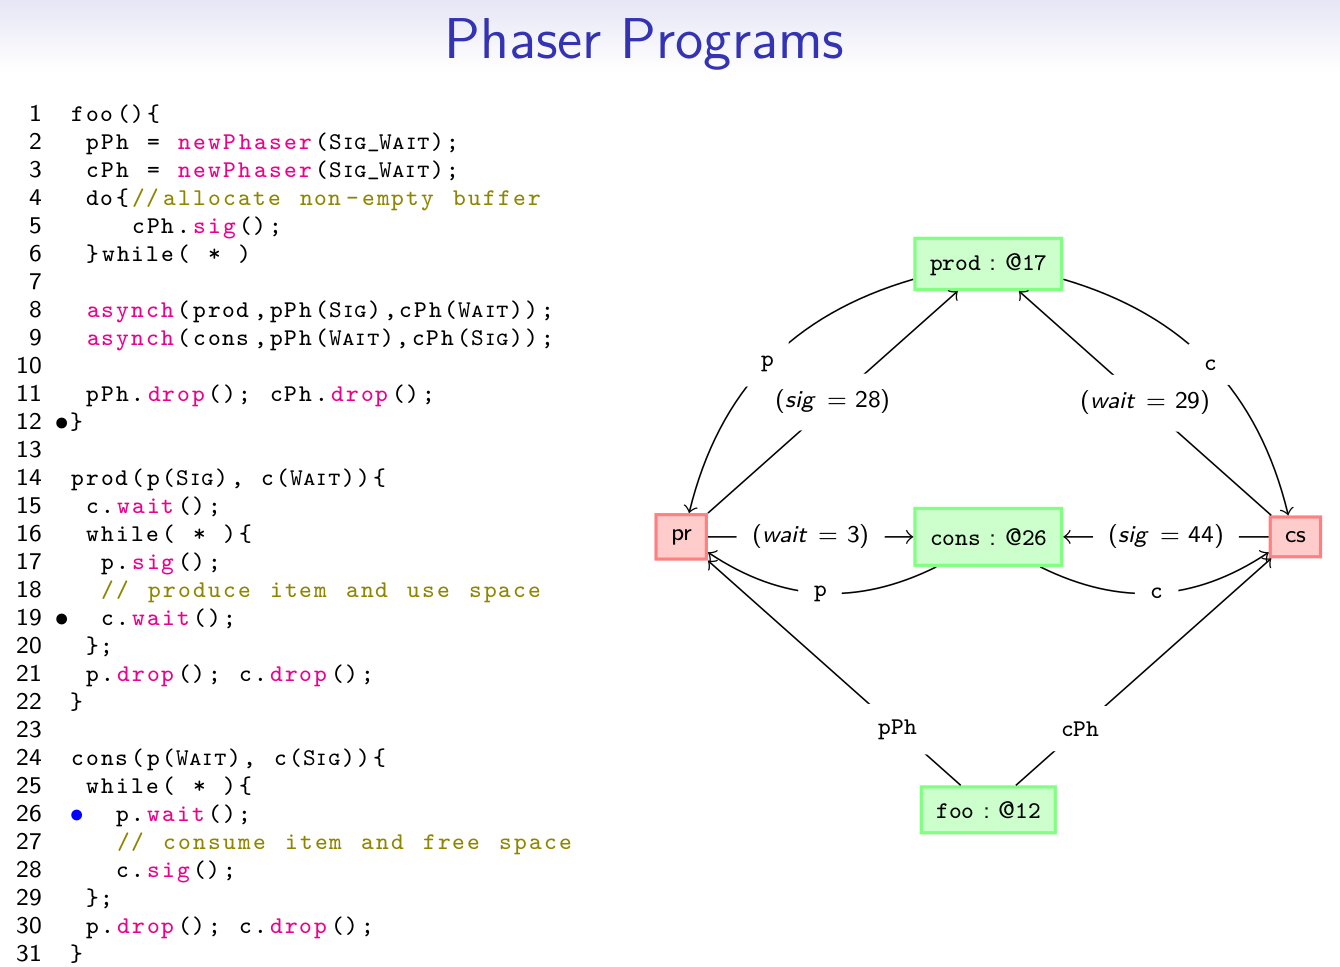 Phaser Programs
1 foo(){
2 pPh = newPhaser(SIG_WAIT);
3 cPh = newPhaser(SIG_WAIT);
4 do{//allocate non-empty buffer
5 cPh.sig();
6 }while( * )
7
8 asynch(prod,pPh(SIG),cPh(WAIT));
9 asynch(cons,pPh(WAIT),cPh(SIG));
10
11 pPh.drop(); cPh.drop();
12 ●}
13
14 prod(p(SIG), c(WAIT)){
15 c.wait();
16 while( * ){
17 p.sig();
18 // produce item and use space
19 ● c.wait();
20 };
21 p.drop(); c.drop();
22 }
23
24 cons(p(WAIT), c(SIG)){
25 while( * ){
26 ● p.wait();
27 // consume item and free space
28 c.sig();
29 };
30 p.drop(); c.drop();
31 }
prod : @17
p
c
(sig = 28)
(wait = 29)
pr
(wait = 3)
cons : @26
(sig = 44)
cs
p
c
pPh
cPh
foo : @12